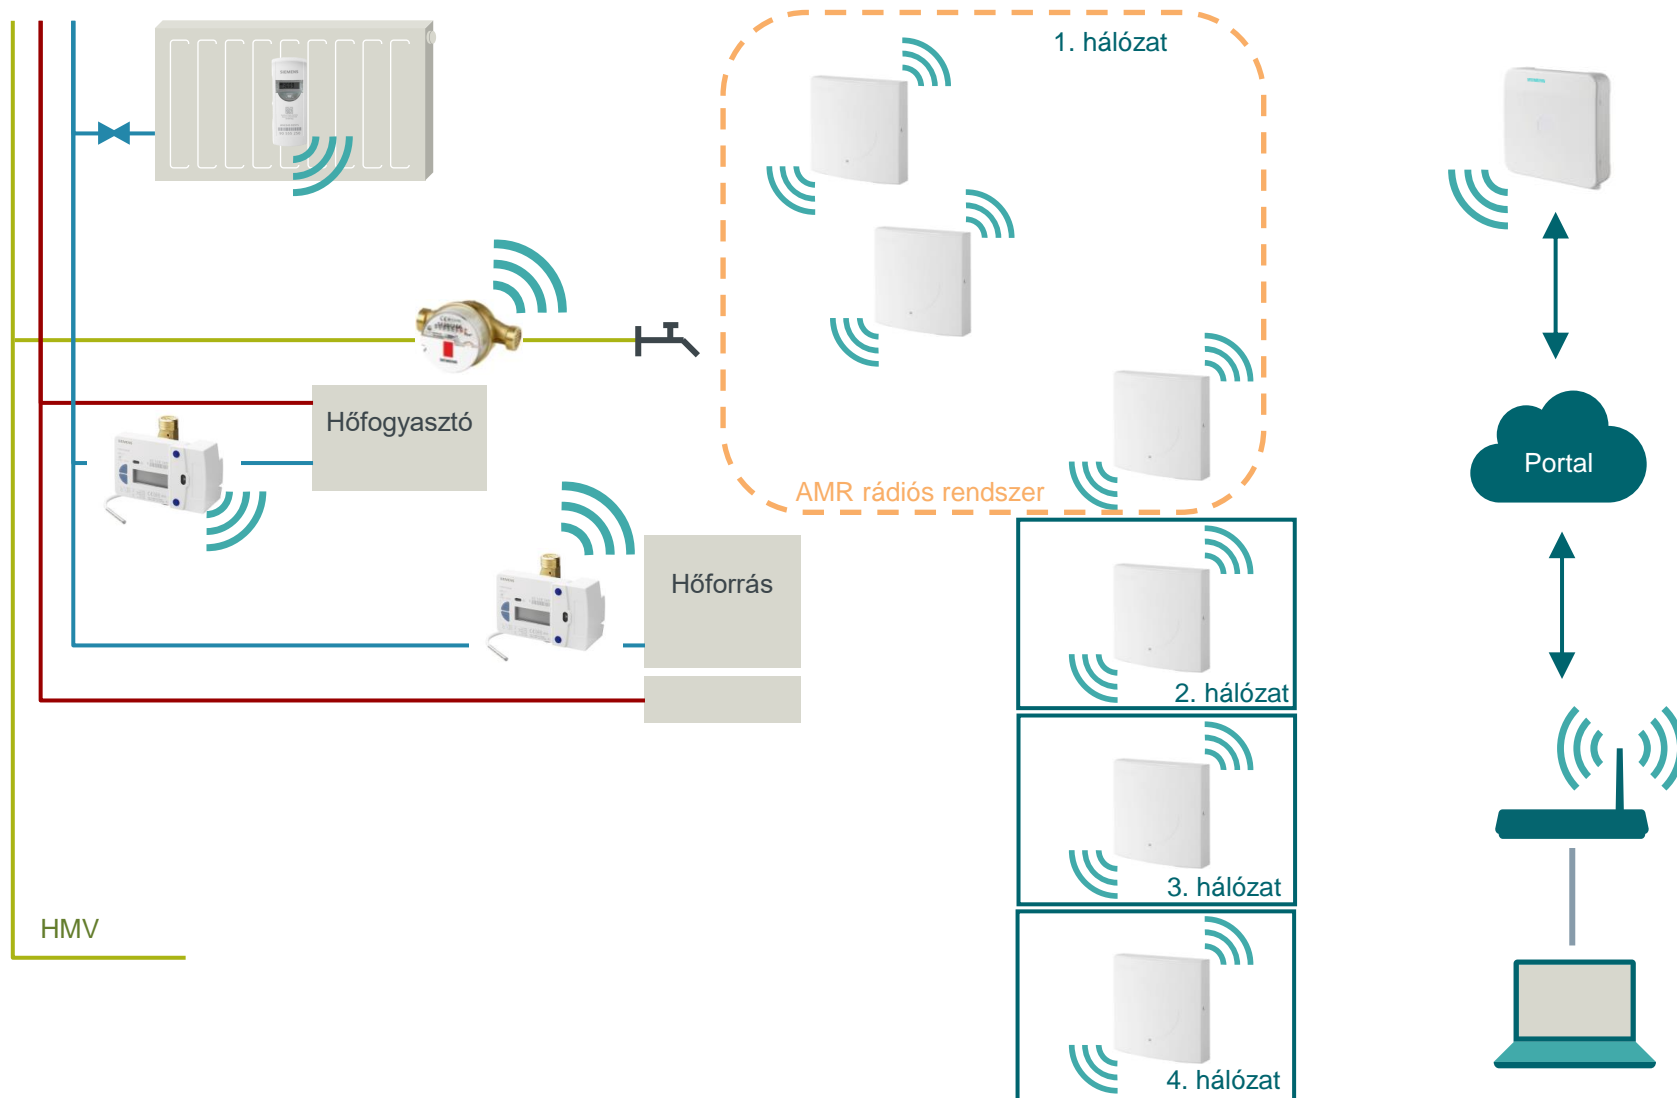 1. hálózat
Hőfogyasztó
AMR rádiós rendszer
Portal
Hőforrás
2. hálózat
3. hálózat
HMV
4. hálózat